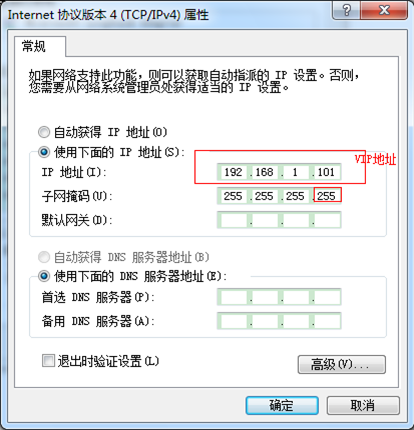 Internet 协议版本 4 (TCP/IPv4) 属性
常规
如果网络支持此功能，则可以获取自动指派的 IP 设置。否则，
您需要从网络系统管理员处获得适当的 IP 设置。
自动获得 IP 地址(O)
使用下面的 IP 地址(S):
IP 地址(I): 192 . 168 . 1 . 101 VIP地址
子网掩码(U): 255 . 255 . 255 . 255
默认网关(D): . . .
自动获得 DNS 服务器地址(B)
使用下面的 DNS 服务器地址(E):
首选 DNS 服务器(P): . . .
备用 DNS 服务器(A): . . .
退出时验证设置(L)
高级(V)...
确定 取消